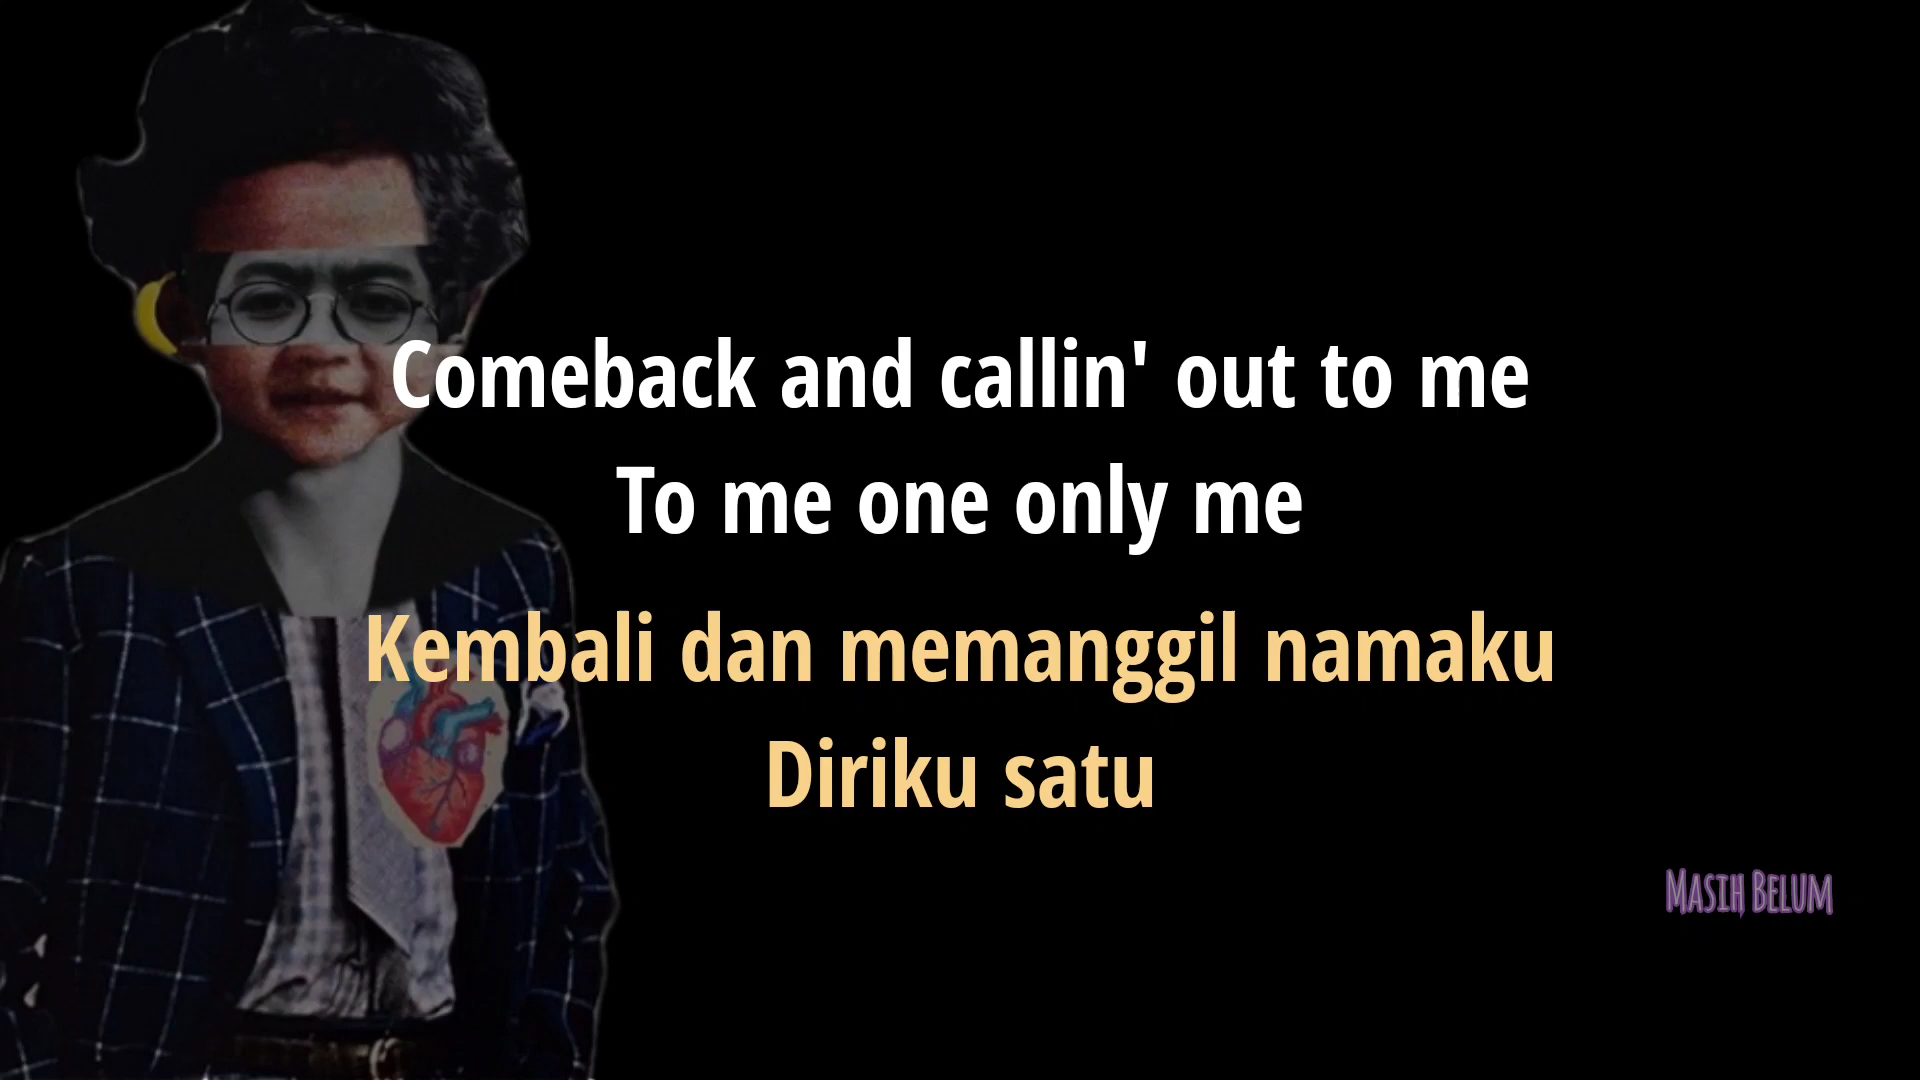 Comeback and callin' out to me
To me one only me
Kembali dan memanggil namaku
Diriku satu
Masih Belum